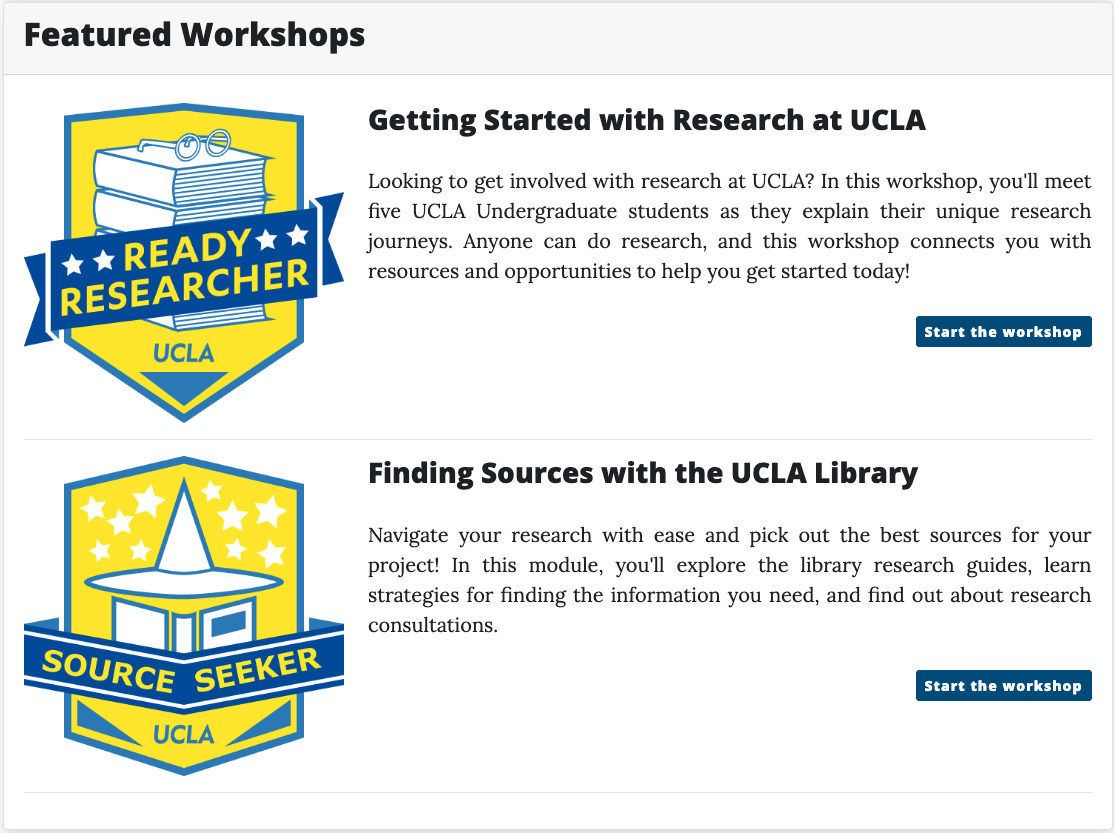 Featured Workshops
READY
RESEARCHER
UCLA
Getting Started with Research at UCLA
Looking to get involved with research at UCLA? In this workshop, you'll meet
five UCLA Undergraduate students as they explain their unique research
journeys. Anyone can do research, and this workshop connects you with
resources and opportunities to help you get started today!
Start the workshop
SOURCE SEEKER
UCLA
Finding Sources with the UCLA Library
Navigate your research with ease and pick out the best sources for your
project! In this module, you'll explore the library research guides, learn
strategies for finding the information you need, and find out about research
consultations.
Start the workshop